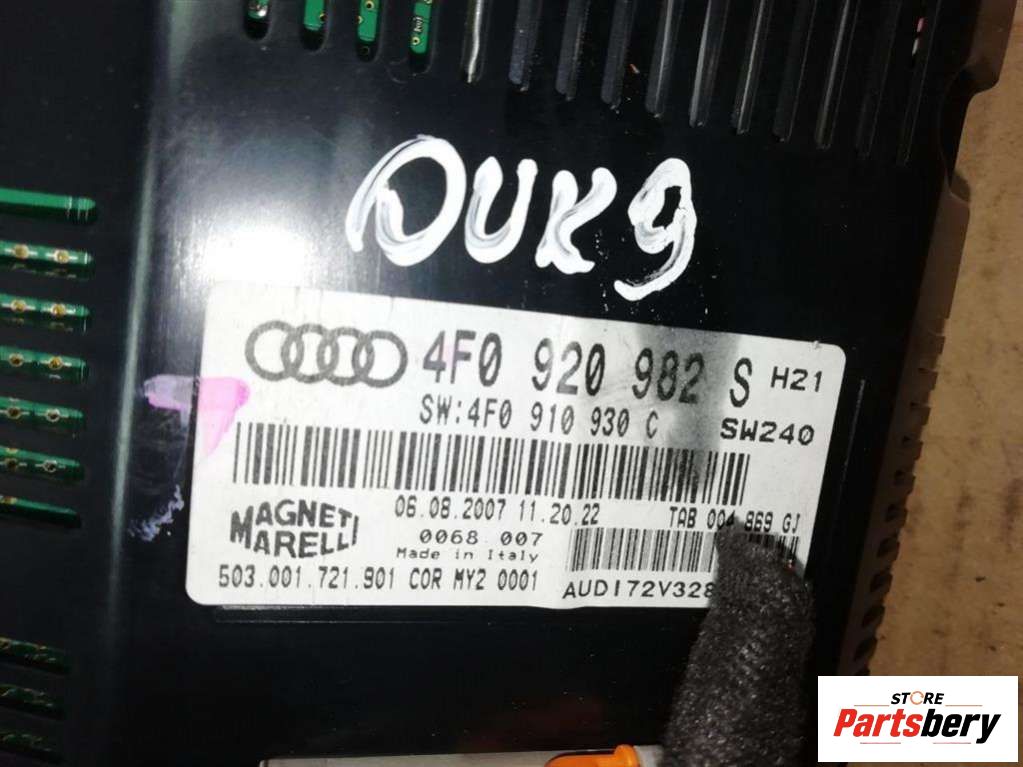 DUK9
4F0 920 982 S H21
SW:4F0 910 930 C SW240
MAGNETI MARELLI
06.08.2007 11.20.22 TAB 004 869 GJ
0068 007
Made in Italy
503.001.721.901 COR MY2 0001
AUDI72V328
STORE
Partsbery